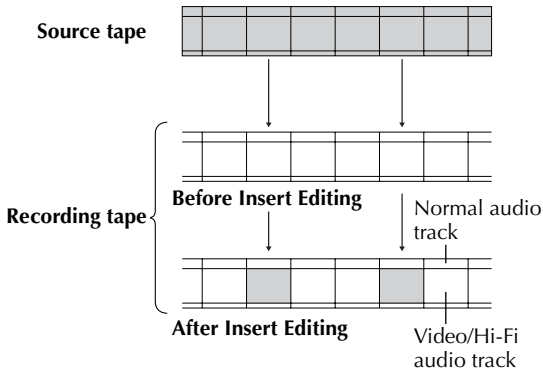 Source tape
Before Insert Editing
Recording tape
Normal audio
track
After Insert Editing
Video/Hi-Fi
audio track